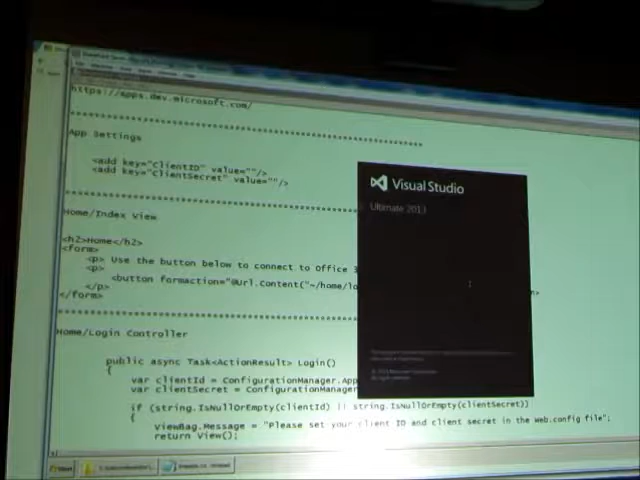 https://apps.dev.microsoft.com/
App Settings
<add key="ClientID" value=""/>
<add key="ClientSecret" value=""/>
Visual Studio
Ultimate 2013
Home/Index View
<h2>Home</h2>
<form>
<p> Use the button below to connect to Office 3
<p>
<button formaction="@Url.Content("~/home/lo
</p>
</form>
Home/Login Controller
public async Task<ActionResult> Login()
{
var clientId = ConfigurationManager.App
var clientSecret = ConfigurationManager
if (string.IsNullOrEmpty(clientId) || string.IsNullOrEmpty(clientSecret))
{
ViewBag.Message = "Please set your client ID and client secret in the Web.config file";
return View();